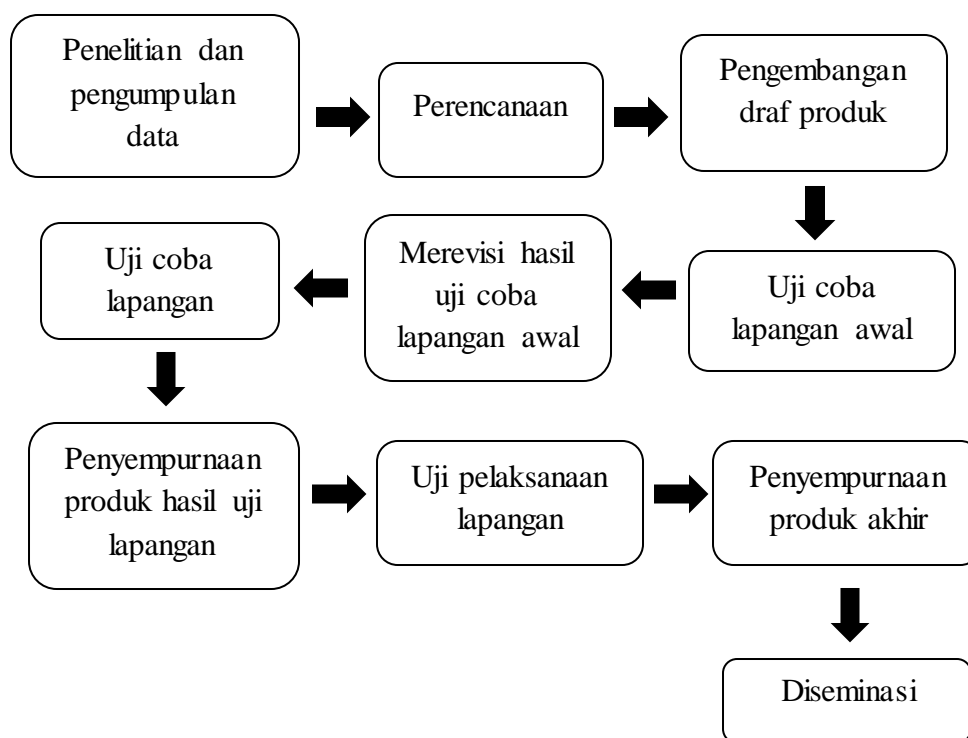 Penelitian dan
pengumpulan
data
Perencanaan
Pengembangan
draf produk
Uji coba
lapangan awal
Merevisi hasil
uji coba
lapangan awal
Uji coba
lapangan
Penyempurnaan
produk hasil uji
lapangan
Uji pelaksanaan
lapangan
Penyempurnaan
produk akhir
Diseminasi